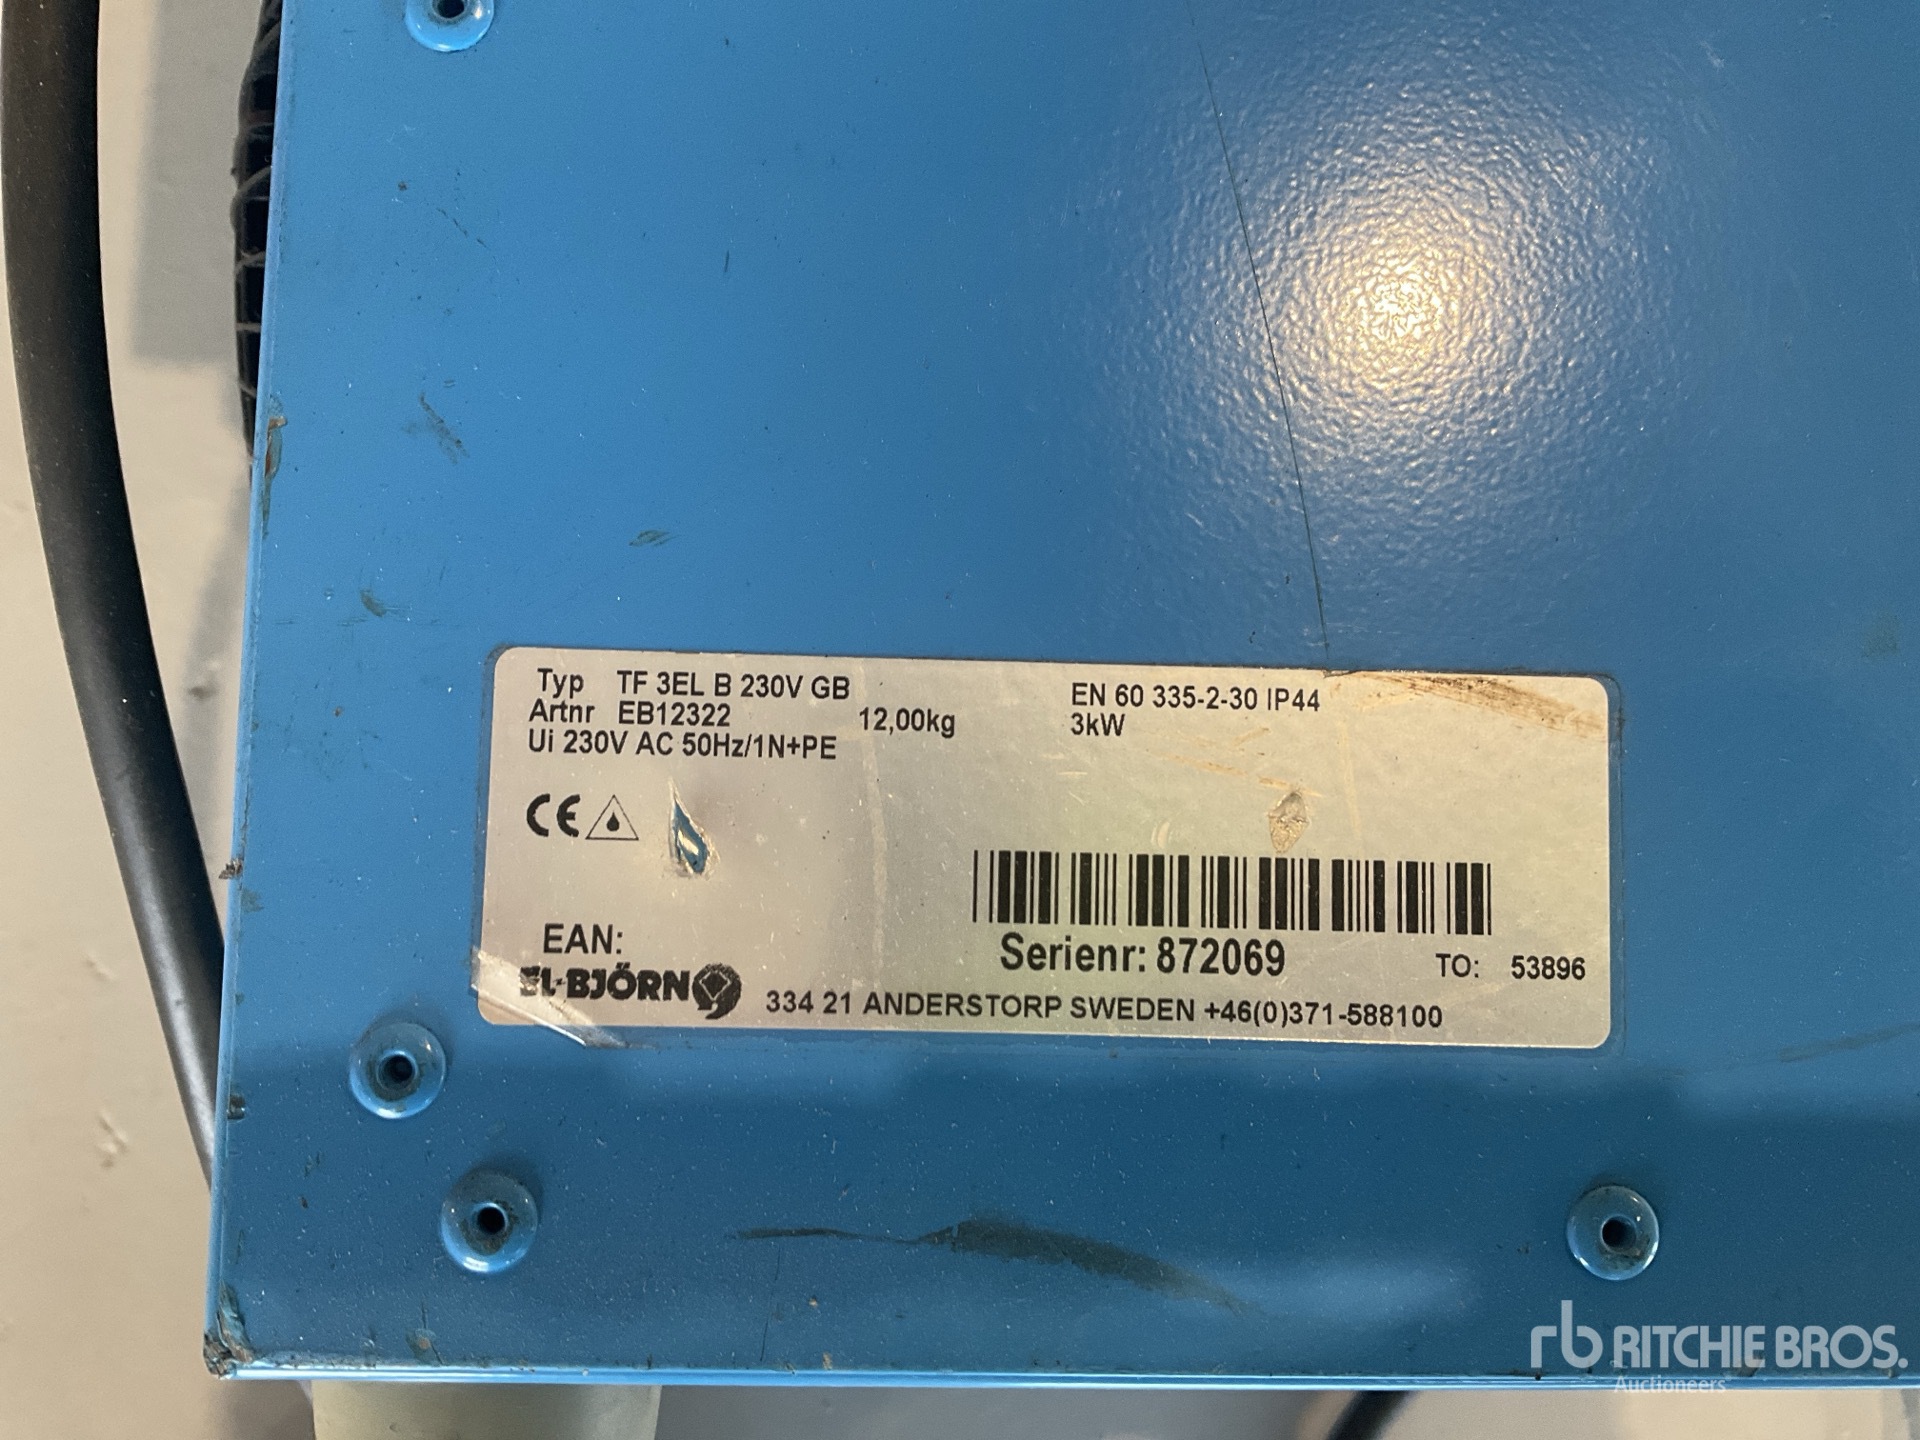 Typ TF 3EL B 230V GB
Artnr EB12322 12,00kg
Ui 230V AC 50Hz/1N+PE
EN 60 335-2-30 IP44
3kW
CE
EAN:
EL-BJÖRN
Serienr: 872069
TO: 53896
334 21 ANDERSTORP SWEDEN +46(0)371-588100
rb RITCHIE BROS.
Auctioneers